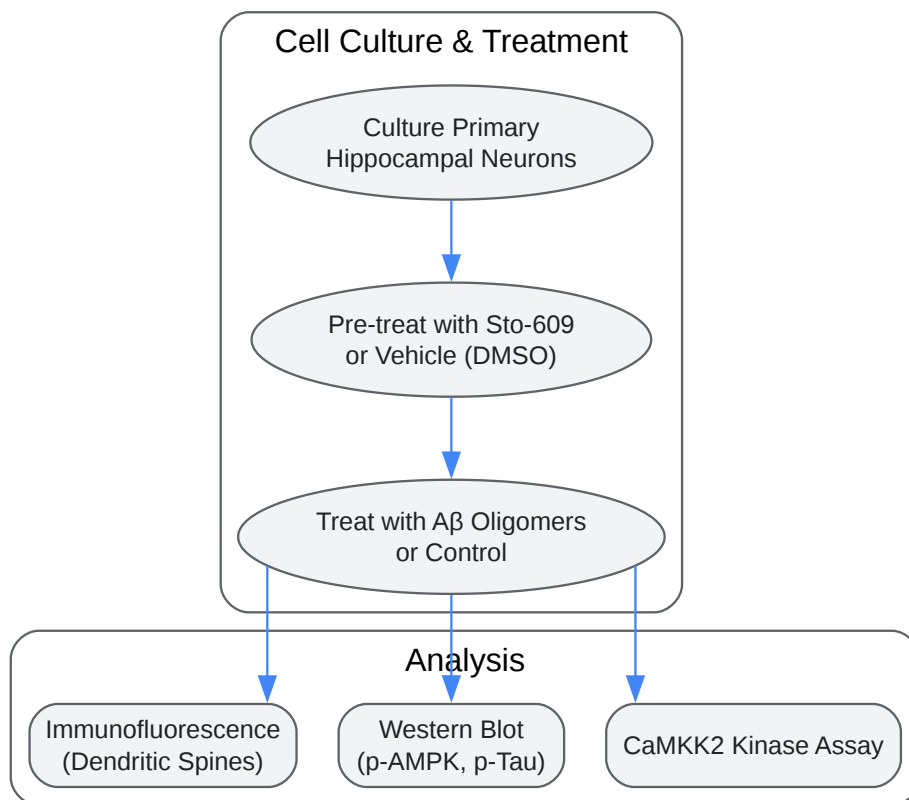 Cell Culture & Treatment
Culture Primary
Hippocampal Neurons
Pre-treat with Sto-609
or Vehicle (DMSO)
Treat with Aβ Oligomers
or Control
Analysis
Immunofluorescence
(Dendritic Spines)
Western Blot
(p-AMPK, p-Tau)
CaMKK2 Kinase Assay